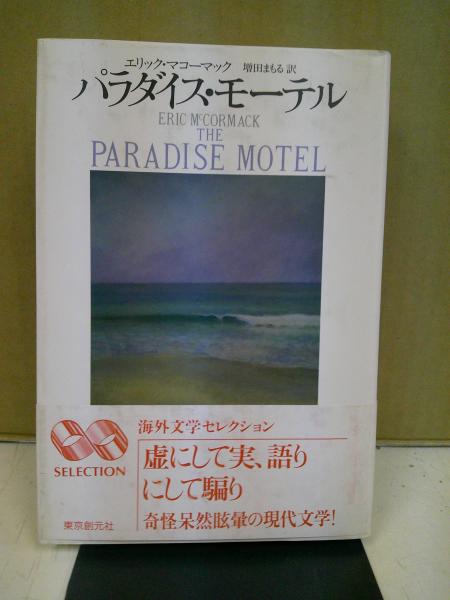 エリック・マコーマック 増田まもる 訳
パラダイス・モーテル
ERIC McCORMACK
THE
PARADISE MOTEL
海外文学セレクション
SELECTION
虚にして実、語り
にして騙り
奇怪呆然眩暈の現代文学!
東京創元社